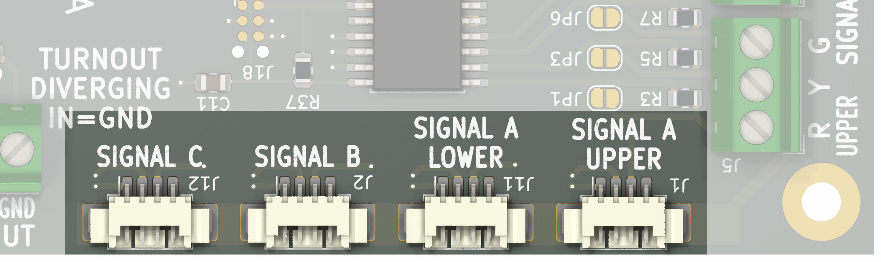 A
TURNOUT
DIVERGING
IN=GND
J18
C11
R37
JP6
R7
JP3
R5
JP1
R3
R Y G
UPPER SIGNA
J5
GND
UT
SIGNAL C.
J12
SIGNAL B.
J2
SIGNAL A
LOWER.
J11
SIGNAL A
UPPER
J1